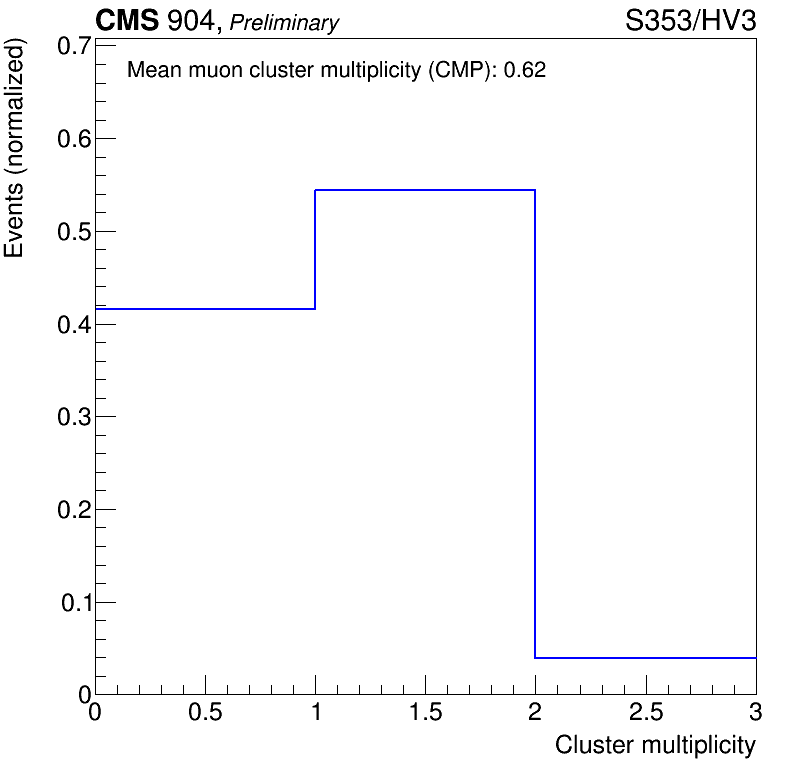 CMS 904, Preliminary
S353/HV3
Mean muon cluster multiplicity (CMP): 0.62
Events (normalized)
0.7
0.6
0.5
0.4
0.3
0.2
0.1
0
0 0.5 1 1.5 2 2.5 3
Cluster multiplicity